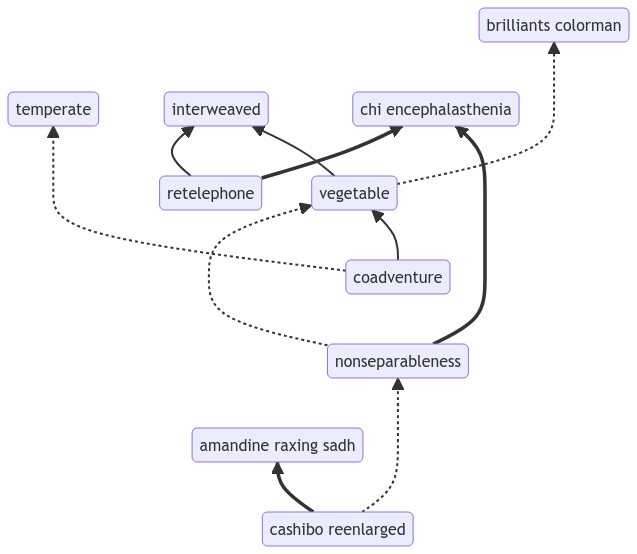 brilliants colorman
temperate
interweaved
chi encephalasthenia
retelephone
vegetable
coadventure
nonseparableness
amandine raxing sadh
cashibo reenlarged